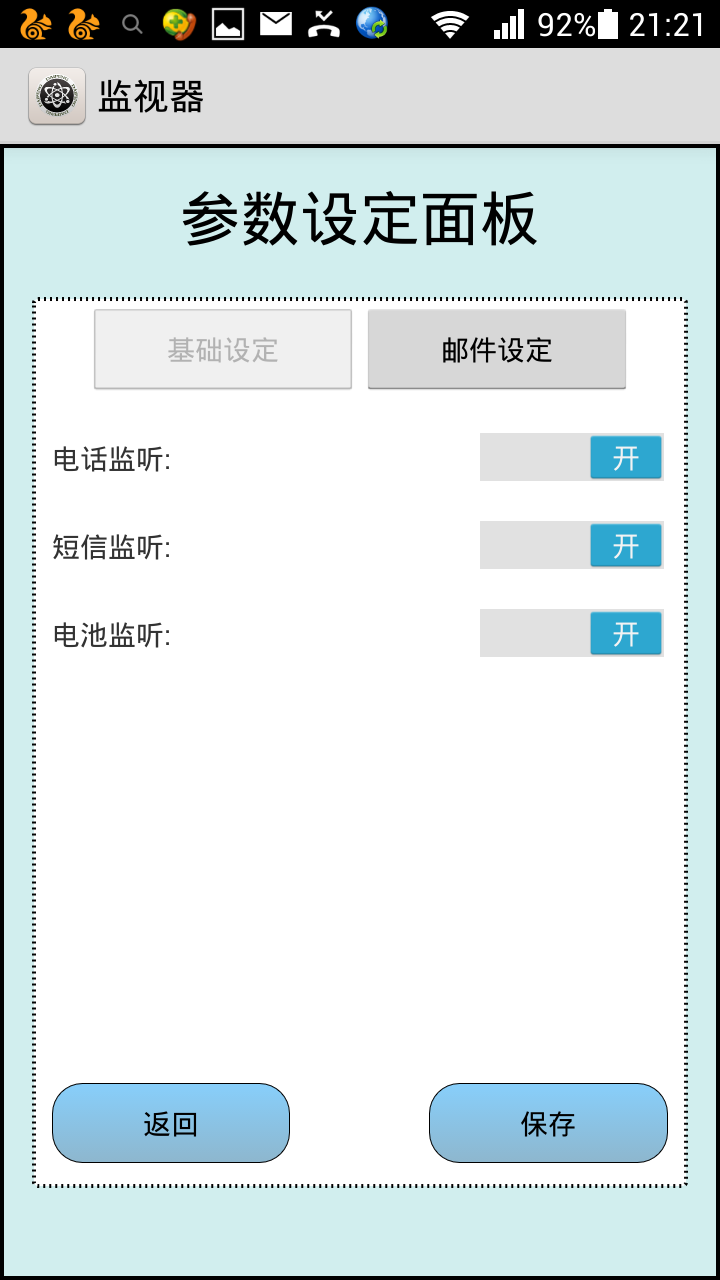 92% 21:21
监视器
参数设定面板
基础设定 邮件设定
电话监听: 开
短信监听: 开
电池监听: 开
返回 保存